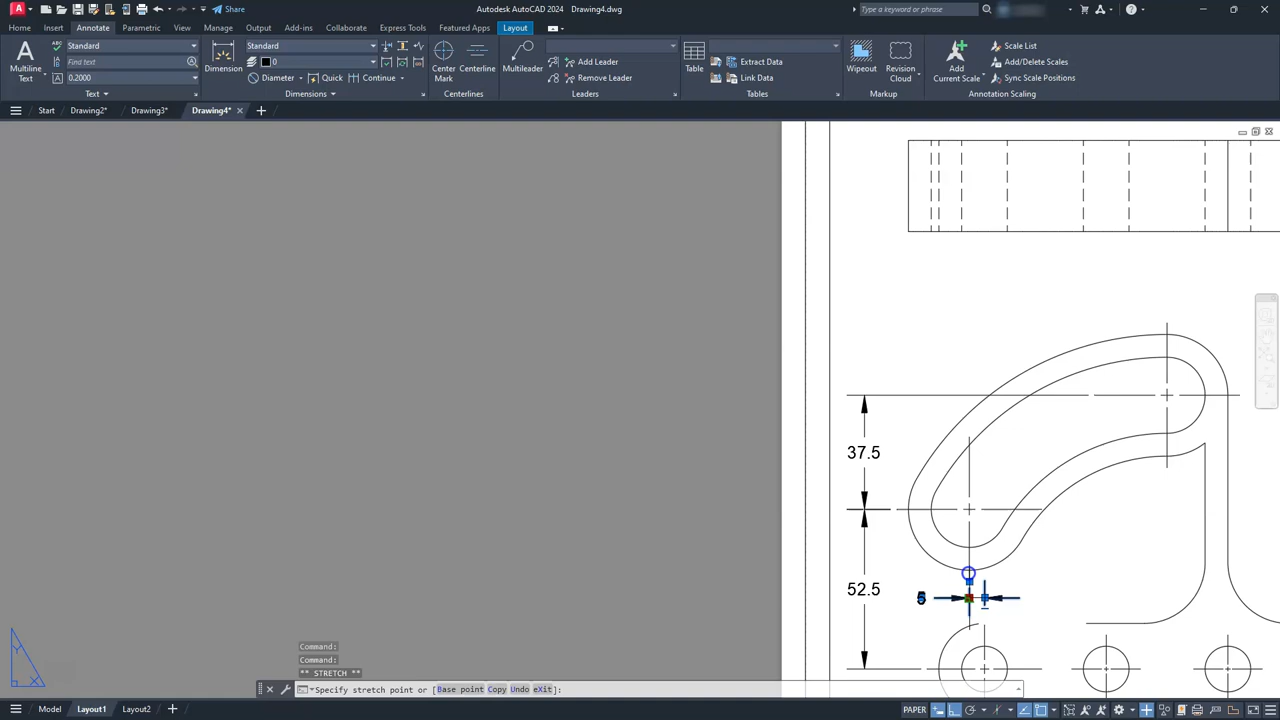 Share
Autodesk AutoCAD 2024 Drawing4.dwg
Type a keyword or phrase
Home Insert Annotate Parametric View Manage Output Add-ins Collaborate Express Tools Featured Apps Layout
Multiline
Text
Standard
Find text
0.2000
Text
Dimension
Standard
0
Diameter Quick Continue
Dimensions
Center
Mark
Centerline
Centerlines
Multileader
Add Leader
Remove Leader
Leaders
Table
Extract Data
Link Data
Tables
Wipeout
Revision
Cloud
Markup
Add
Current Scale
Scale List
Add/Delete Scales
Sync Scale Positions
Annotation Scaling
Start Drawing2* Drawing3* Drawing4*
37.5
52.5
5
Y
X
Command:
Command:
** STRETCH **
Specify stretch point or [Base point Copy Undo eXit]:
Model Layout1 Layout2
PAPER